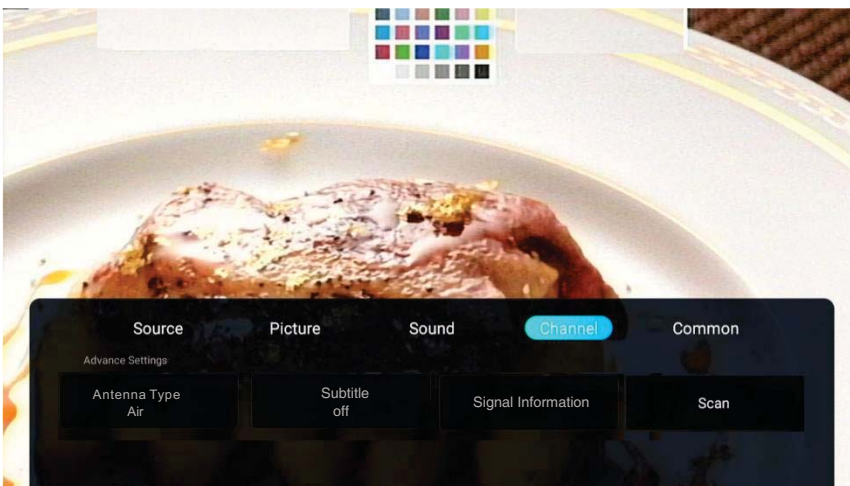 Source
Picture
Sound
Channel
Common
Advance Settings
Antenna Type
Air
Subtitle
off
Signal Information
Scan